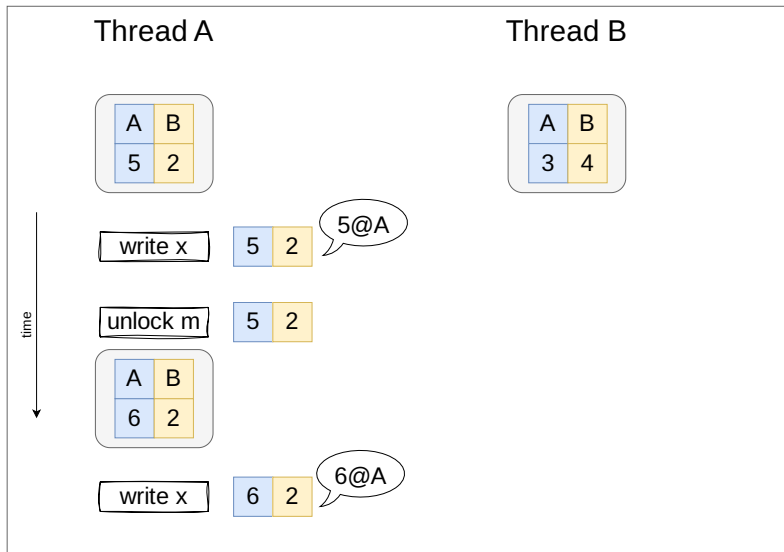 Thread A Thread B
A B A B
5 2 3 4
write x 5 2 5@A
unlock m 5 2
time
A B
6 2
write x 6 2 6@A